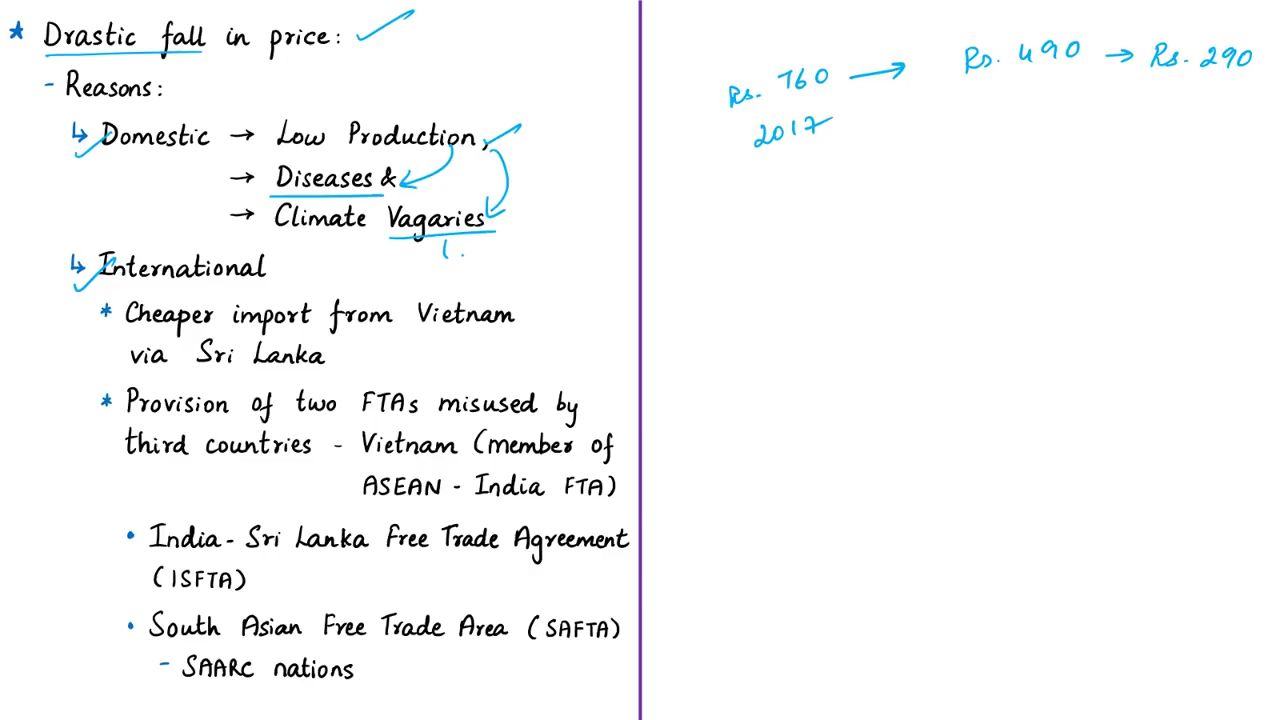 * Drastic fall in price:
- Reasons:
↳ Domestic → Low Production,
→ Diseases &
→ Climate Vagaries
↳ International
* Cheaper import from Vietnam
via Sri Lanka
* Provision of two FTAs misused by
third countries - Vietnam (member of
ASEAN - India FTA)
• India - Sri Lanka Free Trade Agreement
(ISFTA)
• South Asian Free Trade Area (SAFTA)
- SAARC nations
Rs. 760 → Rs. 490 → Rs. 290
2017